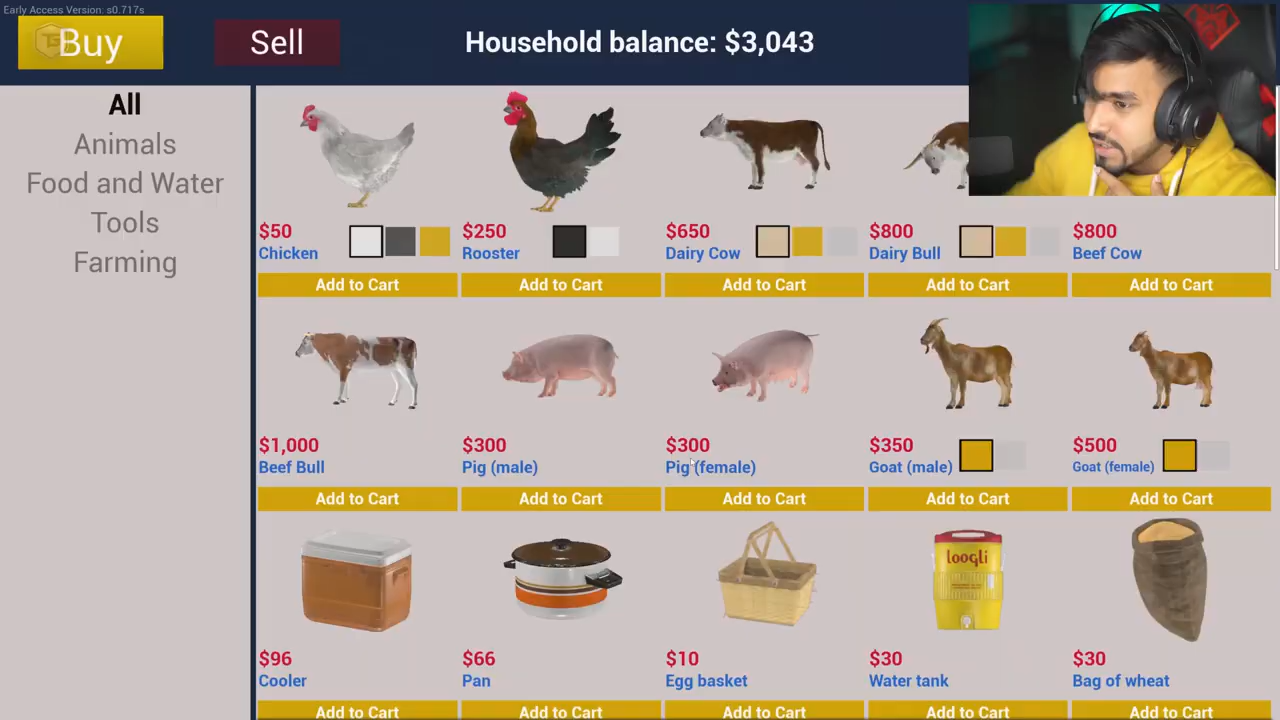 Early Access Version: s0.717s
Buy
Sell
Household balance: $3,043
All
Animals
Food and Water
Tools
Farming
$50
Chicken
$250
Rooster
$650
Dairy Cow
$800
Dairy Bull
$800
Beef Cow
Add to Cart
Add to Cart
Add to Cart
Add to Cart
Add to Cart
$1,000
Beef Bull
$300
Pig (male)
$300
Pig (female)
$350
Goat (male)
$500
Goat (female)
Add to Cart
Add to Cart
Add to Cart
Add to Cart
Add to Cart
loogli
$96
Cooler
$66
Pan
$10
Egg basket
$30
Water tank
$30
Bag of wheat
Add to Cart
Add to Cart
Add to Cart
Add to Cart
Add to Cart